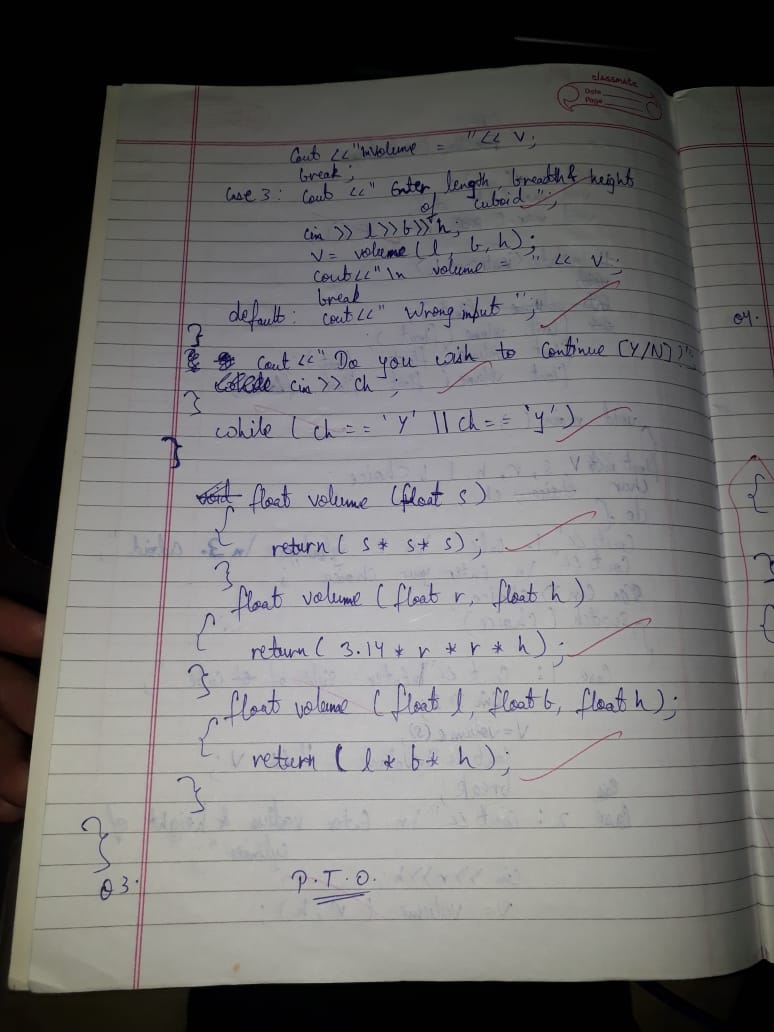 classmate
Date
Page
Cout <<"\nvolume = " << V;
break;
Case 3: Cout <<" Enter length, breadth & height
of cuboid ";
cin >> l>>b>>h;
V= volume (l, b, h);
cout<<"\n volume = " << V;
break
default: cout<<" Wrong input ";
}
cout <<" Do you wish to Continue (Y/N)?";
cin >> ch ;
}
while ( ch = = 'Y' || ch = = 'y')
}
float volume (float s)
{
return ( s * s * s);
}
float volume ( float r, float h)
{
return ( 3.14 * r * r * h);
}
float volume ( float l, float b, float h);
{
return ( l * b * h);
}
}
Q3.
P.T.O.
Q4.
{
}
{